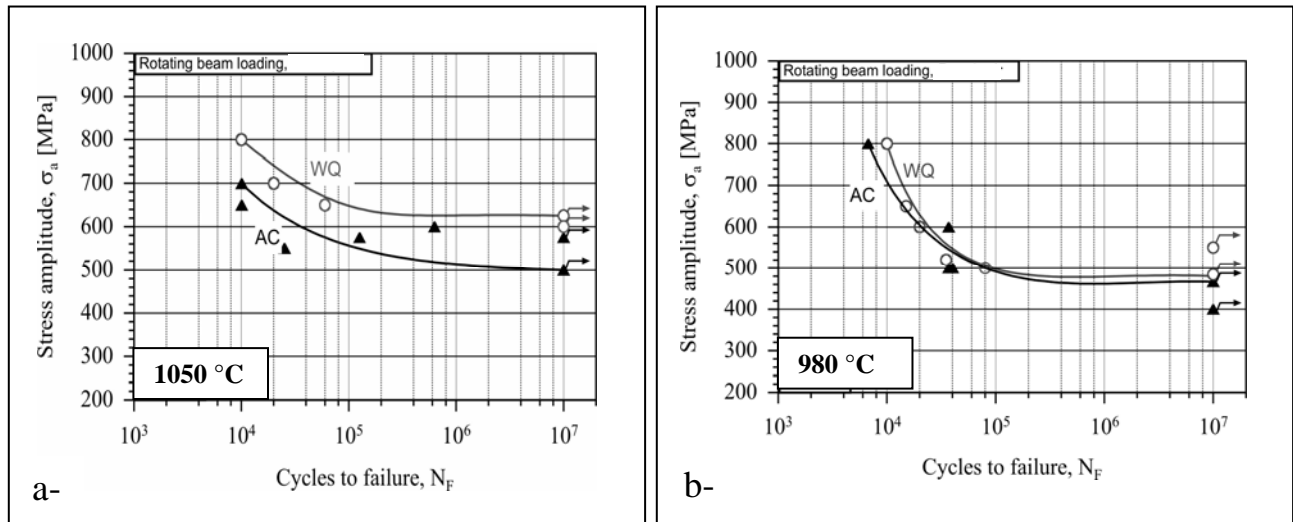 Rotating beam loading,
Stress amplitude, σa [MPa]
1000
900
800
700
600
500
400
300
200
WQ
AC
1050 °C
10³ 10⁴ 10⁵ 10⁶ 10⁷
Cycles to failure, NF
a-
Rotating beam loading,
Stress amplitude, σa [MPa]
1000
900
800
700
600
500
400
300
200
WQ
AC
980 °C
10³ 10⁴ 10⁵ 10⁶ 10⁷
Cycles to failure, NF
b-